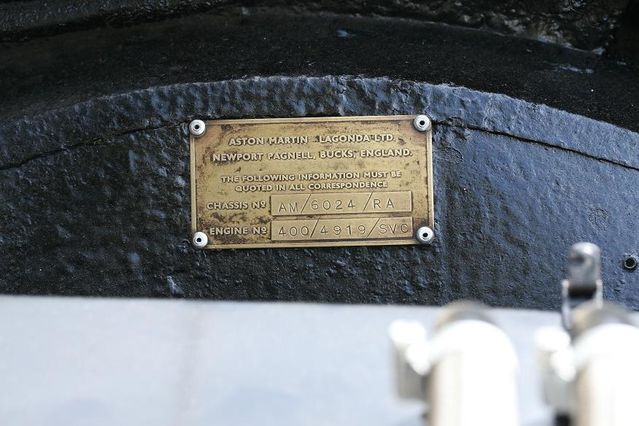 ASTON MARTIN "LAGONDA" LTD.
NEWPORT PAGNELL, BUCKS, ENGLAND.
THE FOLLOWING INFORMATION MUST BE
QUOTED IN ALL CORRESPONDENCE
CHASSIS Nº AM/6024/RA
ENGINE Nº 400/4919/SVC